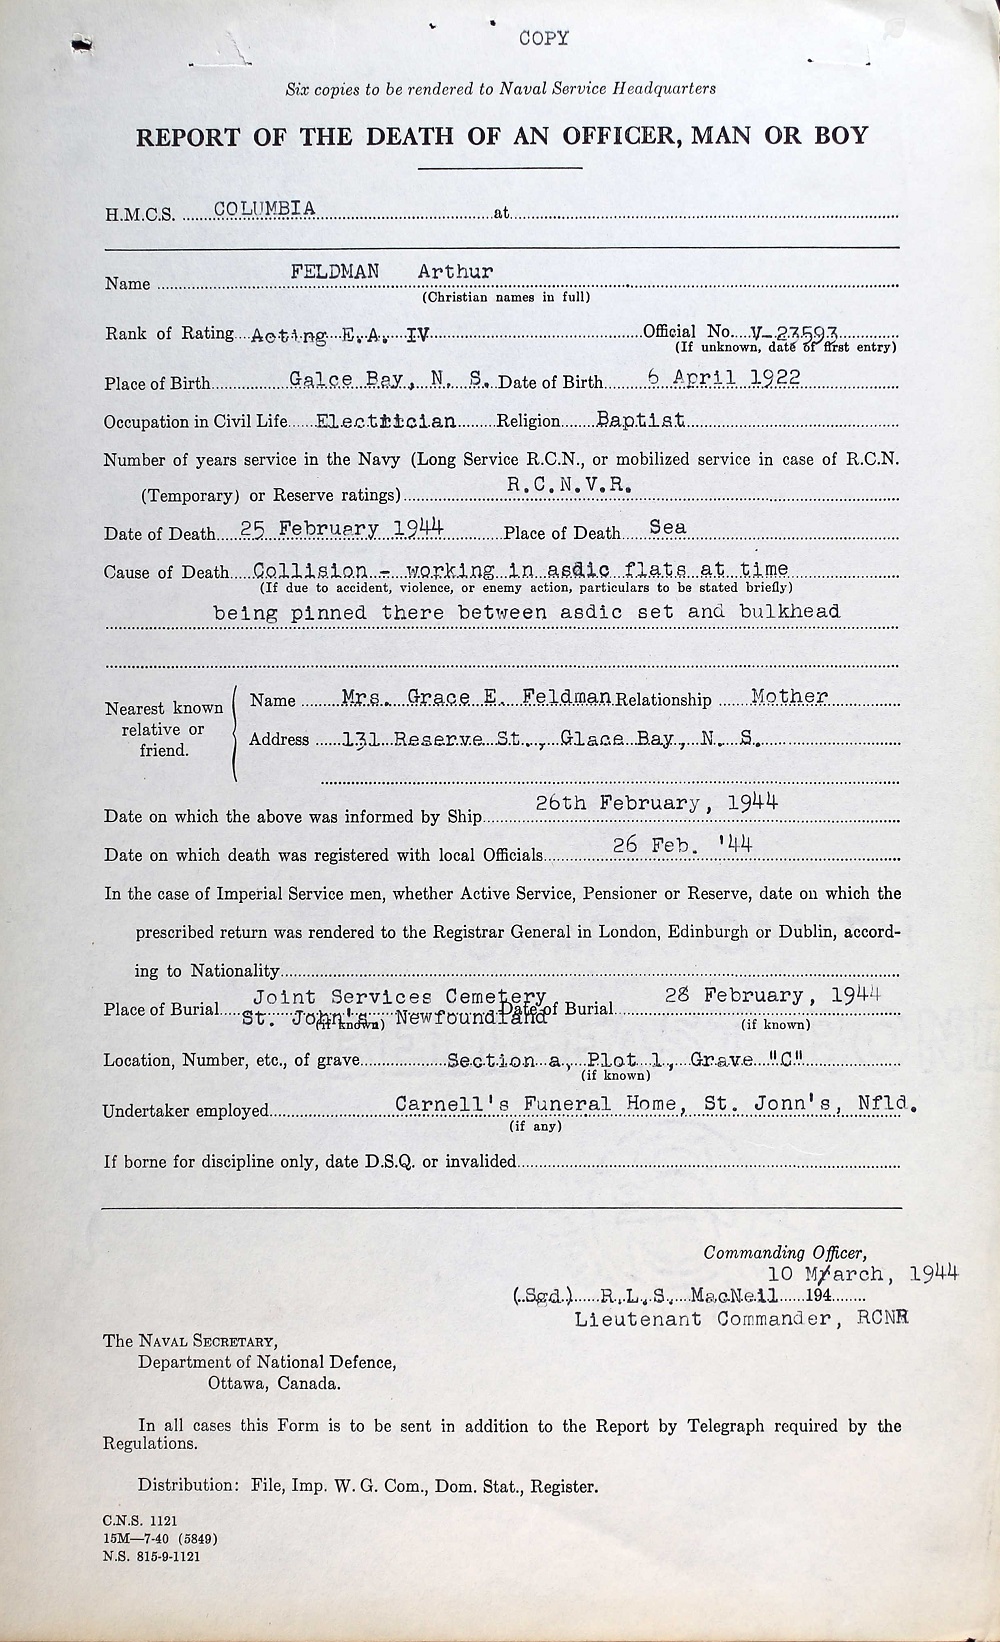 COPY
Six copies to be rendered to Naval Service Headquarters
REPORT OF THE DEATH OF AN OFFICER, MAN OR BOY
H.M.C.S. COLUMBIA at
Name FELDMAN Arthur
(Christian names in full)
Rank of Rating Acting E.A. IV Official No. V-23593
(If unknown, date of first entry)
Place of Birth Galce Bay, N. S. Date of Birth 6 April 1922
Occupation in Civil Life Electrician Religion Baptist
Number of years service in the Navy (Long Service R.C.N., or mobilized service in case of R.C.N.
(Temporary) or Reserve ratings) R.C.N.V.R.
Date of Death 25 February 1944 Place of Death Sea
Cause of Death Collision - working in asdic flats at time
(If due to accident, violence, or enemy action, particulars to be stated briefly)
being pinned there between asdic set and bulkhead
Nearest known relative or friend.
Name Mrs. Grace E. Feldman Relationship Mother
Address 131 Reserve St., Glace Bay, N. S.
Date on which the above was informed by Ship 26th February, 1944
Date on which death was registered with local Officials 26 Feb. '44
In the case of Imperial Service men, whether Active Service, Pensioner or Reserve, date on which the
prescribed return was rendered to the Registrar General in London, Edinburgh or Dublin, accord-
ing to Nationality
Place of Burial Joint Services Cemetery Date of Burial 28 February, 1944
St. John's, Newfoundland (if known) (if known)
Location, Number, etc., of grave Section a, Plot 1, Grave "C"
(if known)
Undertaker employed Carnell's Funeral Home, St. Jonn's, Nfld.
(if any)
If borne for discipline only, date D.S.Q. or invalided
Commanding Officer,
10 March, 1944
(Sgd.) R.L.S. MacNeil 194
Lieutenant Commander, RCNR
The NAVAL SECRETARY,
Department of National Defence,
Ottawa, Canada.
In all cases this Form is to be sent in addition to the Report by Telegraph required by the
Regulations.
Distribution: File, Imp. W. G. Com., Dom. Stat., Register.
C.N.S. 1121
15M—7-40 (5849)
N.S. 815-9-1121